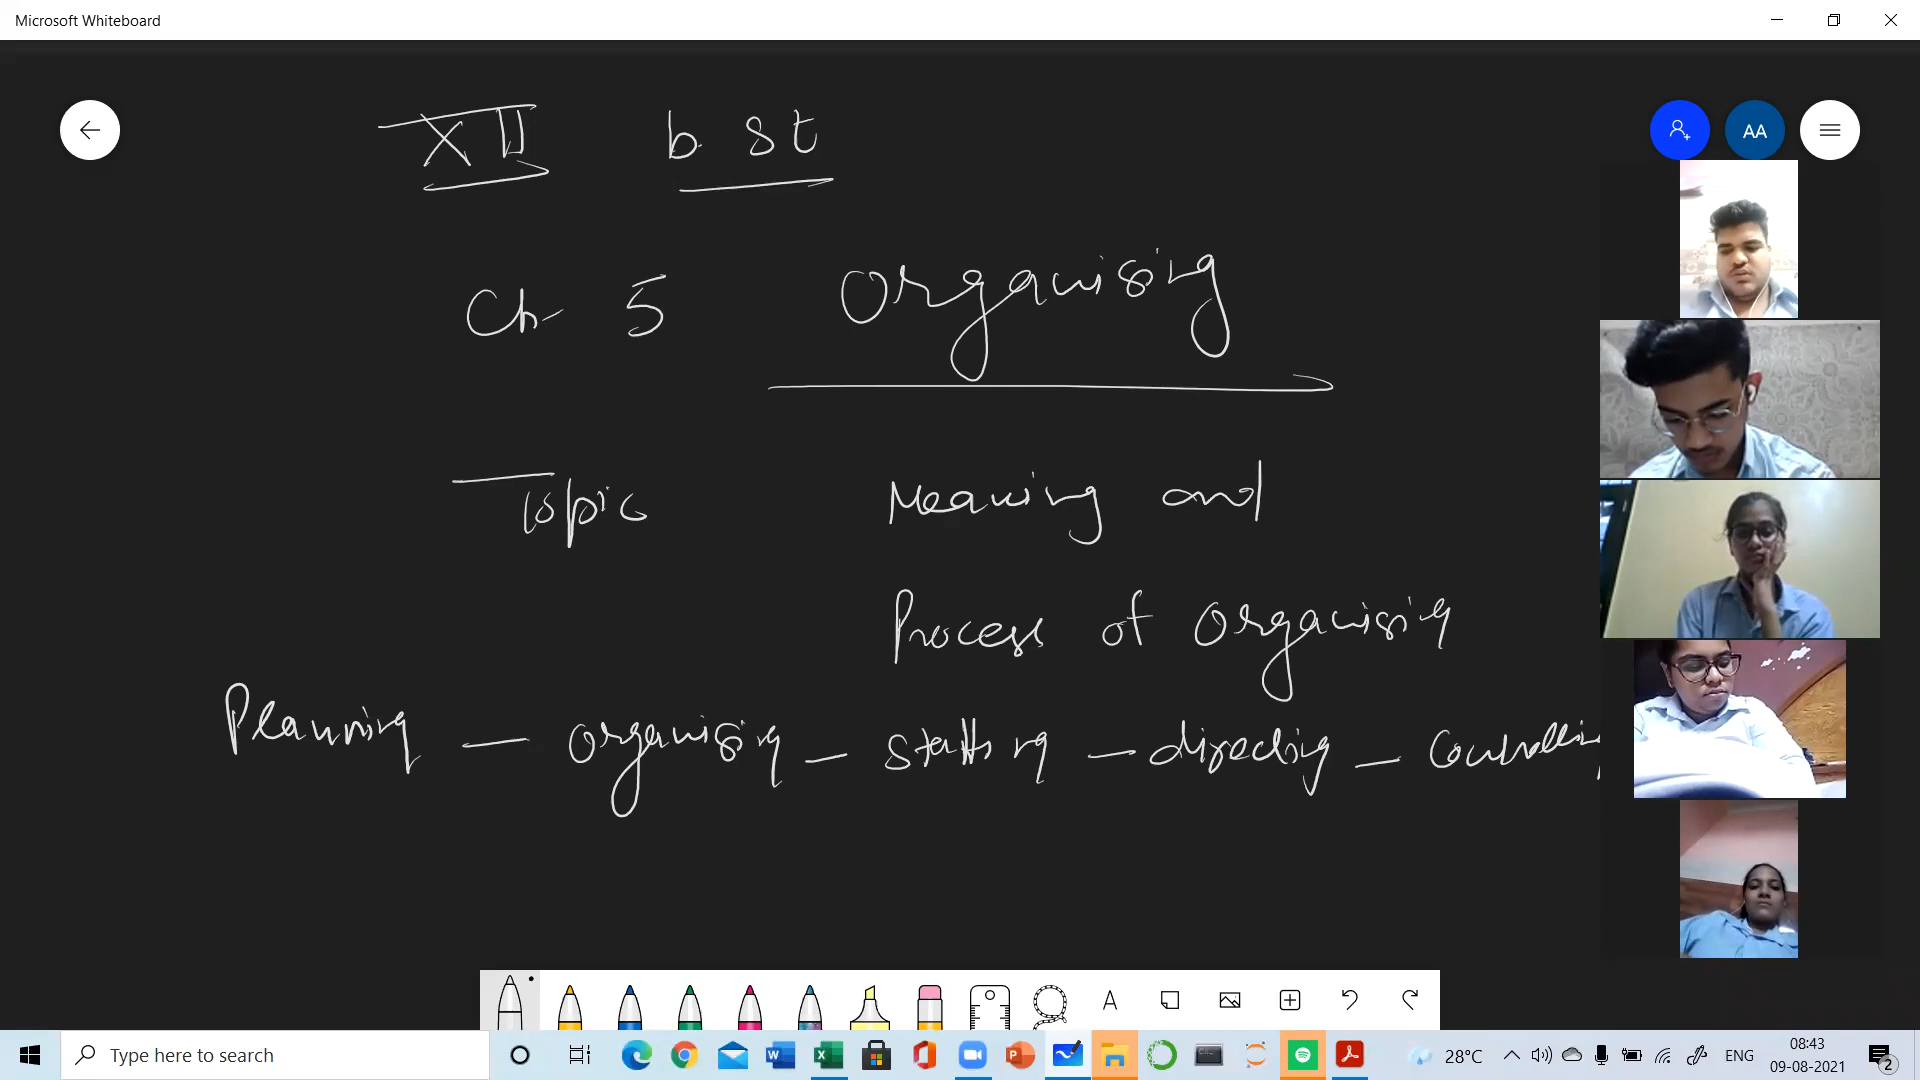 Microsoft Whiteboard
XII b st
AA
Ch 5 Organising
Topic Meaning and
Process of Organising
Planning — Organising — Staffing — directing — Controlling
A
Type here to search
28°C
ENG
08:43
09-08-2021
2